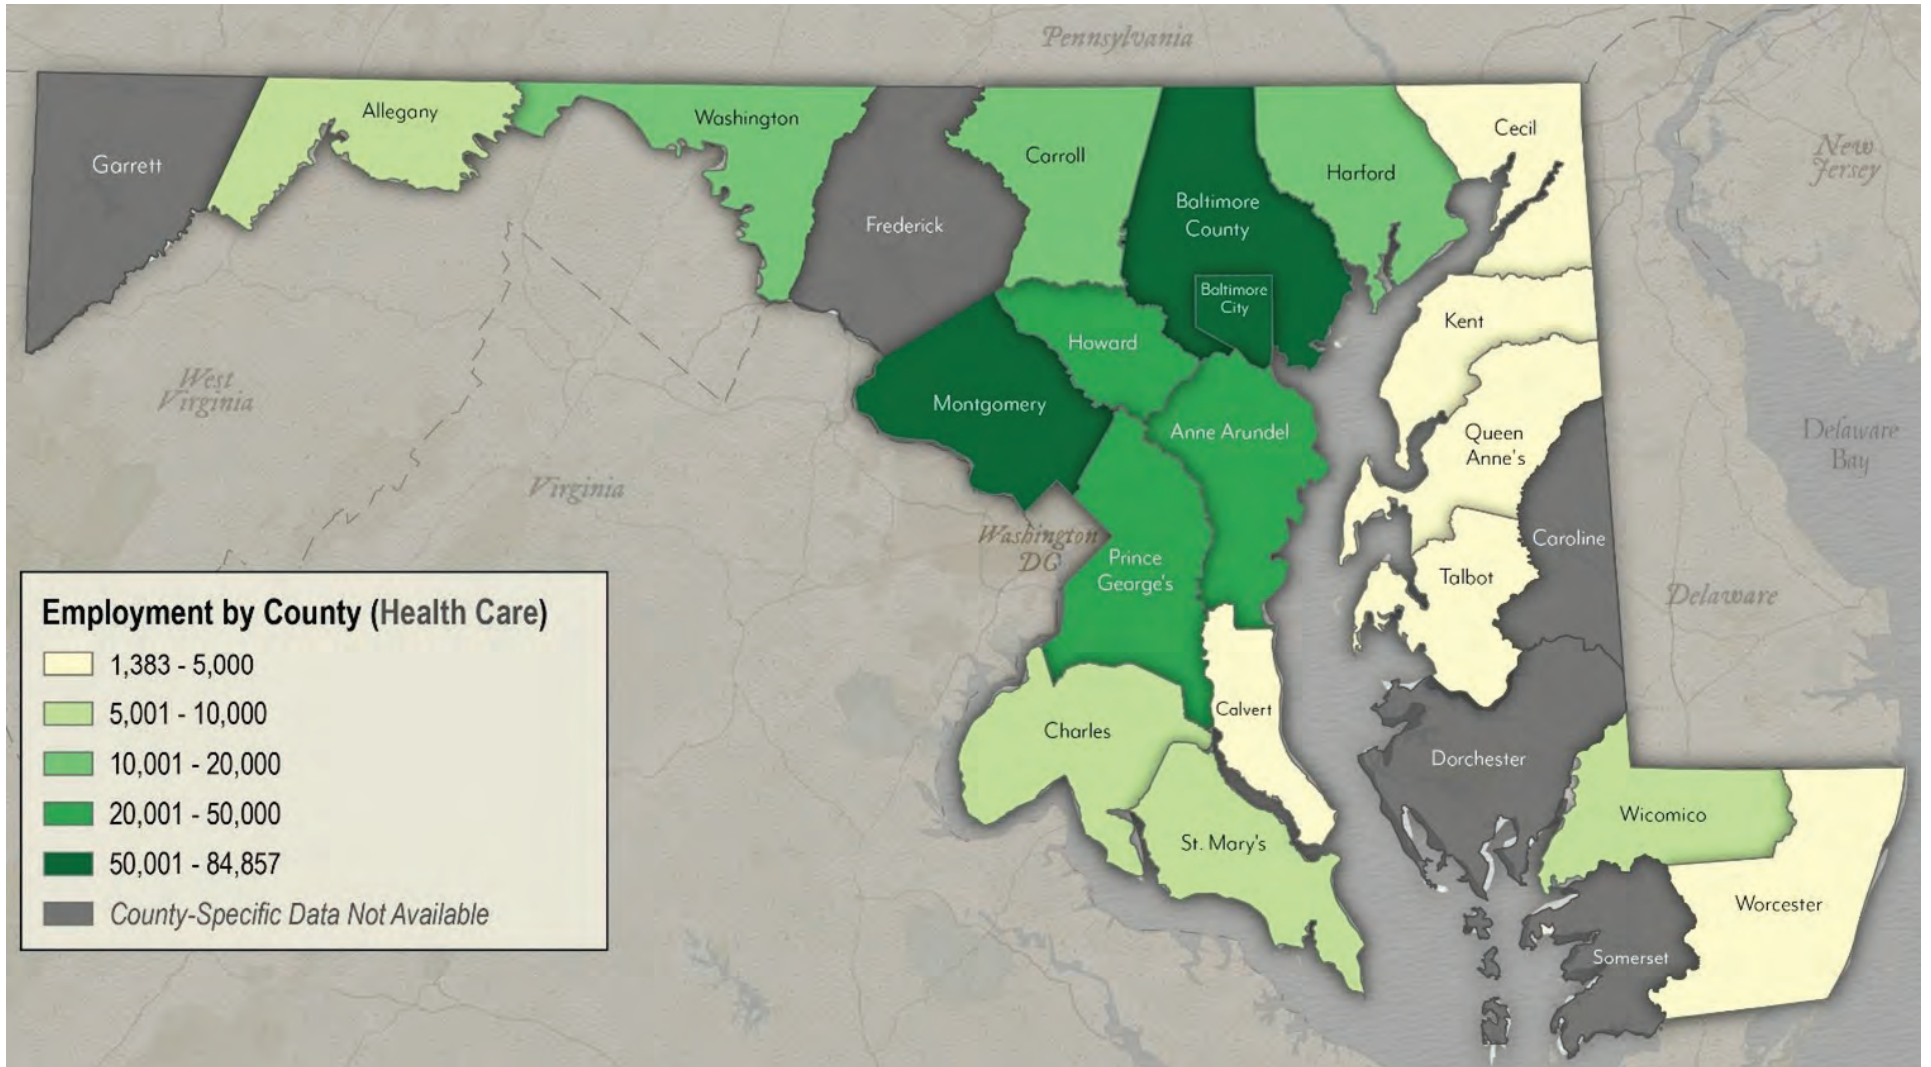 Pennsylvania
Garrett
Allegany
Washington
Frederick
Carroll
Baltimore
County
Baltimore
City
Harford
Cecil
New
Jersey
Kent
Howard
Montgomery
Anne Arundel
Queen
Anne's
West
Virginia
Virginia
Washington
DC
Prince
George's
Talbot
Caroline
Delaware
Bay
Delaware
Charles
Calvert
St. Mary's
Dorchester
Wicomico
Worcester
Somerset
Employment by County (Health Care)
1,383 - 5,000
5,001 - 10,000
10,001 - 20,000
20,001 - 50,000
50,001 - 84,857
County-Specific Data Not Available